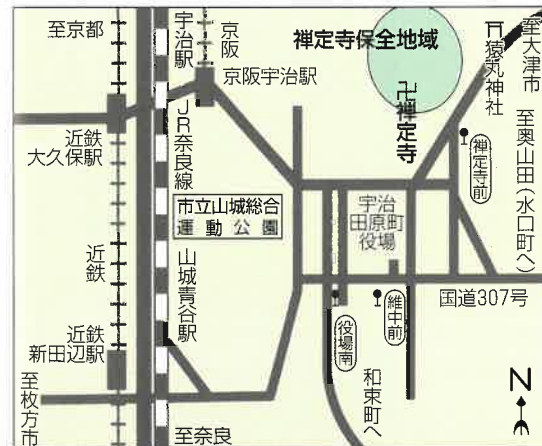 至京都
宇治駅
京阪
京阪宇治駅
禅定寺保全地域
卍禅定寺
猿丸神社
至大津市
至奥山田(水口町へ)
禅定寺前
近鉄
大久保駅
JR奈良線
市立山城総合
運動公園
宇治
田原町
役場
近鉄
山城青谷駅
国道307号
役場南
維中前
近鉄
新田辺駅
和束町へ
至枚方市
至奈良
N